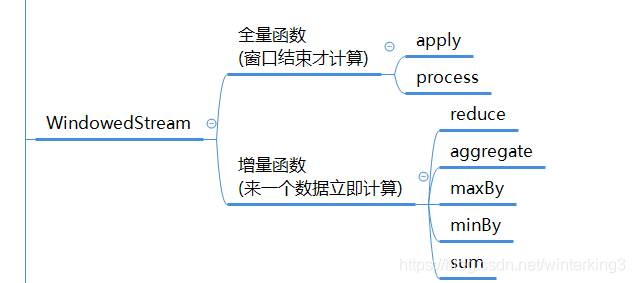 WindowedStream
全量函数
(窗口结束才计算)
apply
process
增量函数
(来一个数据立即计算)
reduce
aggregate
maxBy
minBy
sum
https://blog.csdn.net/winterking3